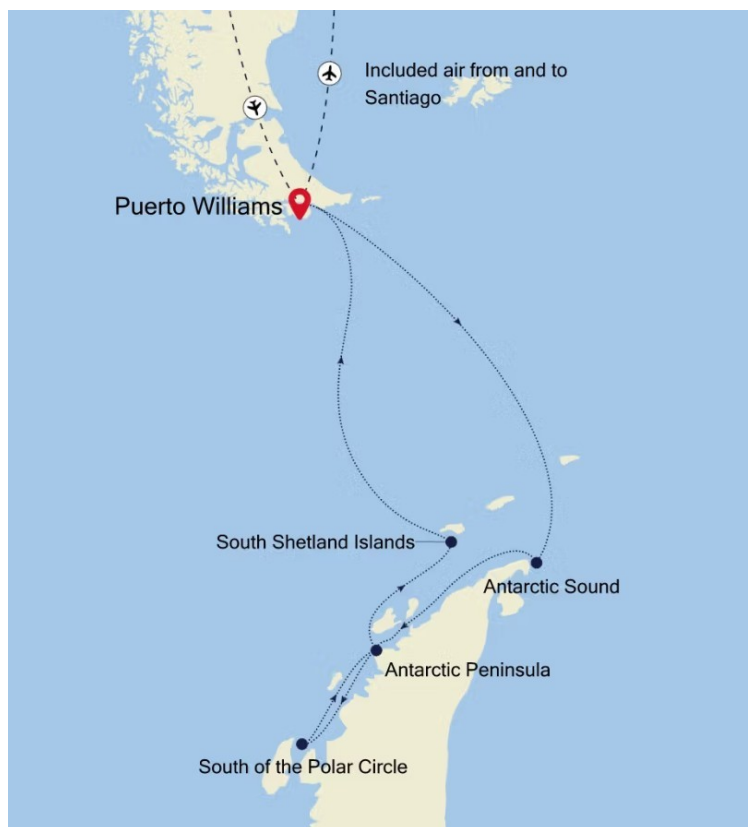 Included air from and to
Santiago
Puerto Williams
South Shetland Islands
Antarctic Sound
Antarctic Peninsula
South of the Polar Circle